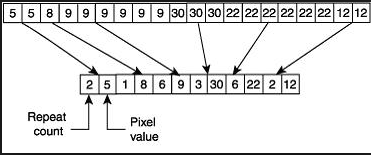 5 5 8 9 9 9 9 9 9 30 30 30 22 22 22 22 22 22 12 12
2 5 1 8 6 9 3 30 6 22 2 12
Repeat
count
Pixel
value